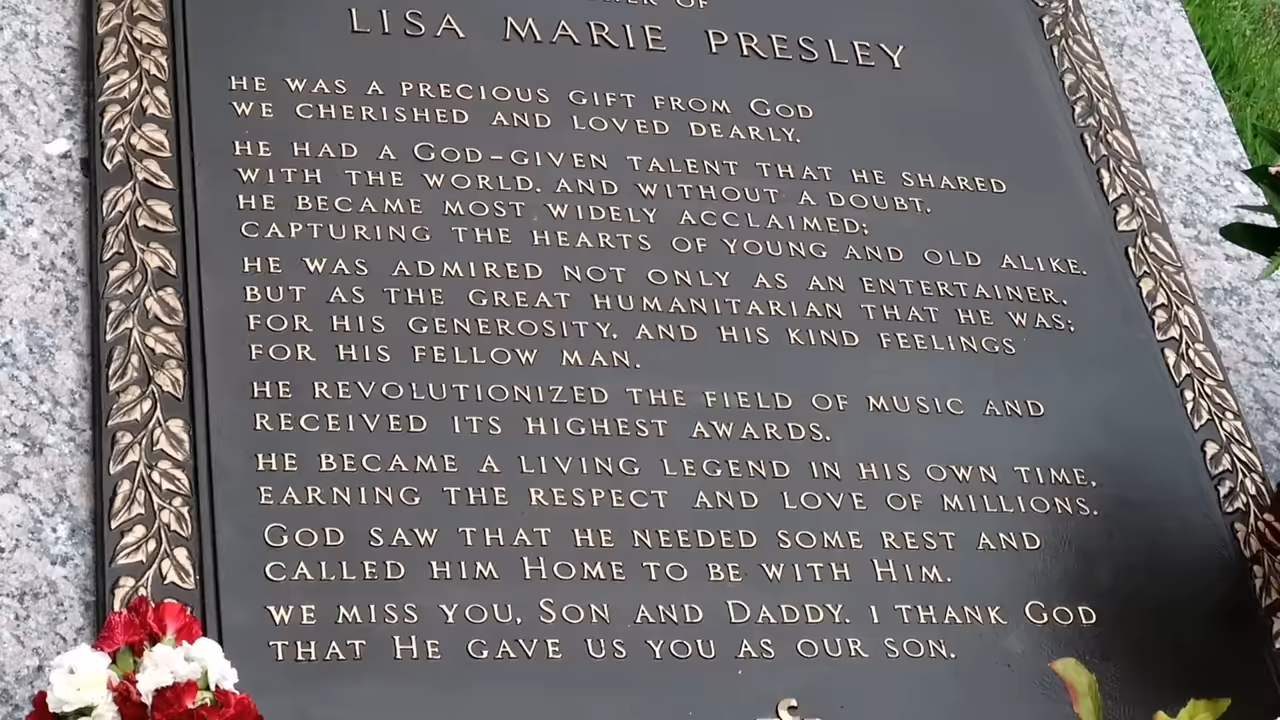 OF
LISA MARIE PRESLEY
HE WAS A PRECIOUS GIFT FROM GOD
WE CHERISHED AND LOVED DEARLY.
HE HAD A GOD-GIVEN TALENT THAT HE SHARED
WITH THE WORLD. AND WITHOUT A DOUBT,
HE BECAME MOST WIDELY ACCLAIMED;
CAPTURING THE HEARTS OF YOUNG AND OLD ALIKE.
HE WAS ADMIRED NOT ONLY AS AN ENTERTAINER,
BUT AS THE GREAT HUMANITARIAN THAT HE WAS;
FOR HIS GENEROSITY, AND HIS KIND FEELINGS
FOR HIS FELLOW MAN.
HE REVOLUTIONIZED THE FIELD OF MUSIC AND
RECEIVED ITS HIGHEST AWARDS.
HE BECAME A LIVING LEGEND IN HIS OWN TIME,
EARNING THE RESPECT AND LOVE OF MILLIONS.
GOD SAW THAT HE NEEDED SOME REST AND
CALLED HIM HOME TO BE WITH HIM.
WE MISS YOU, SON AND DADDY. I THANK GOD
THAT HE GAVE US YOU AS OUR SON.